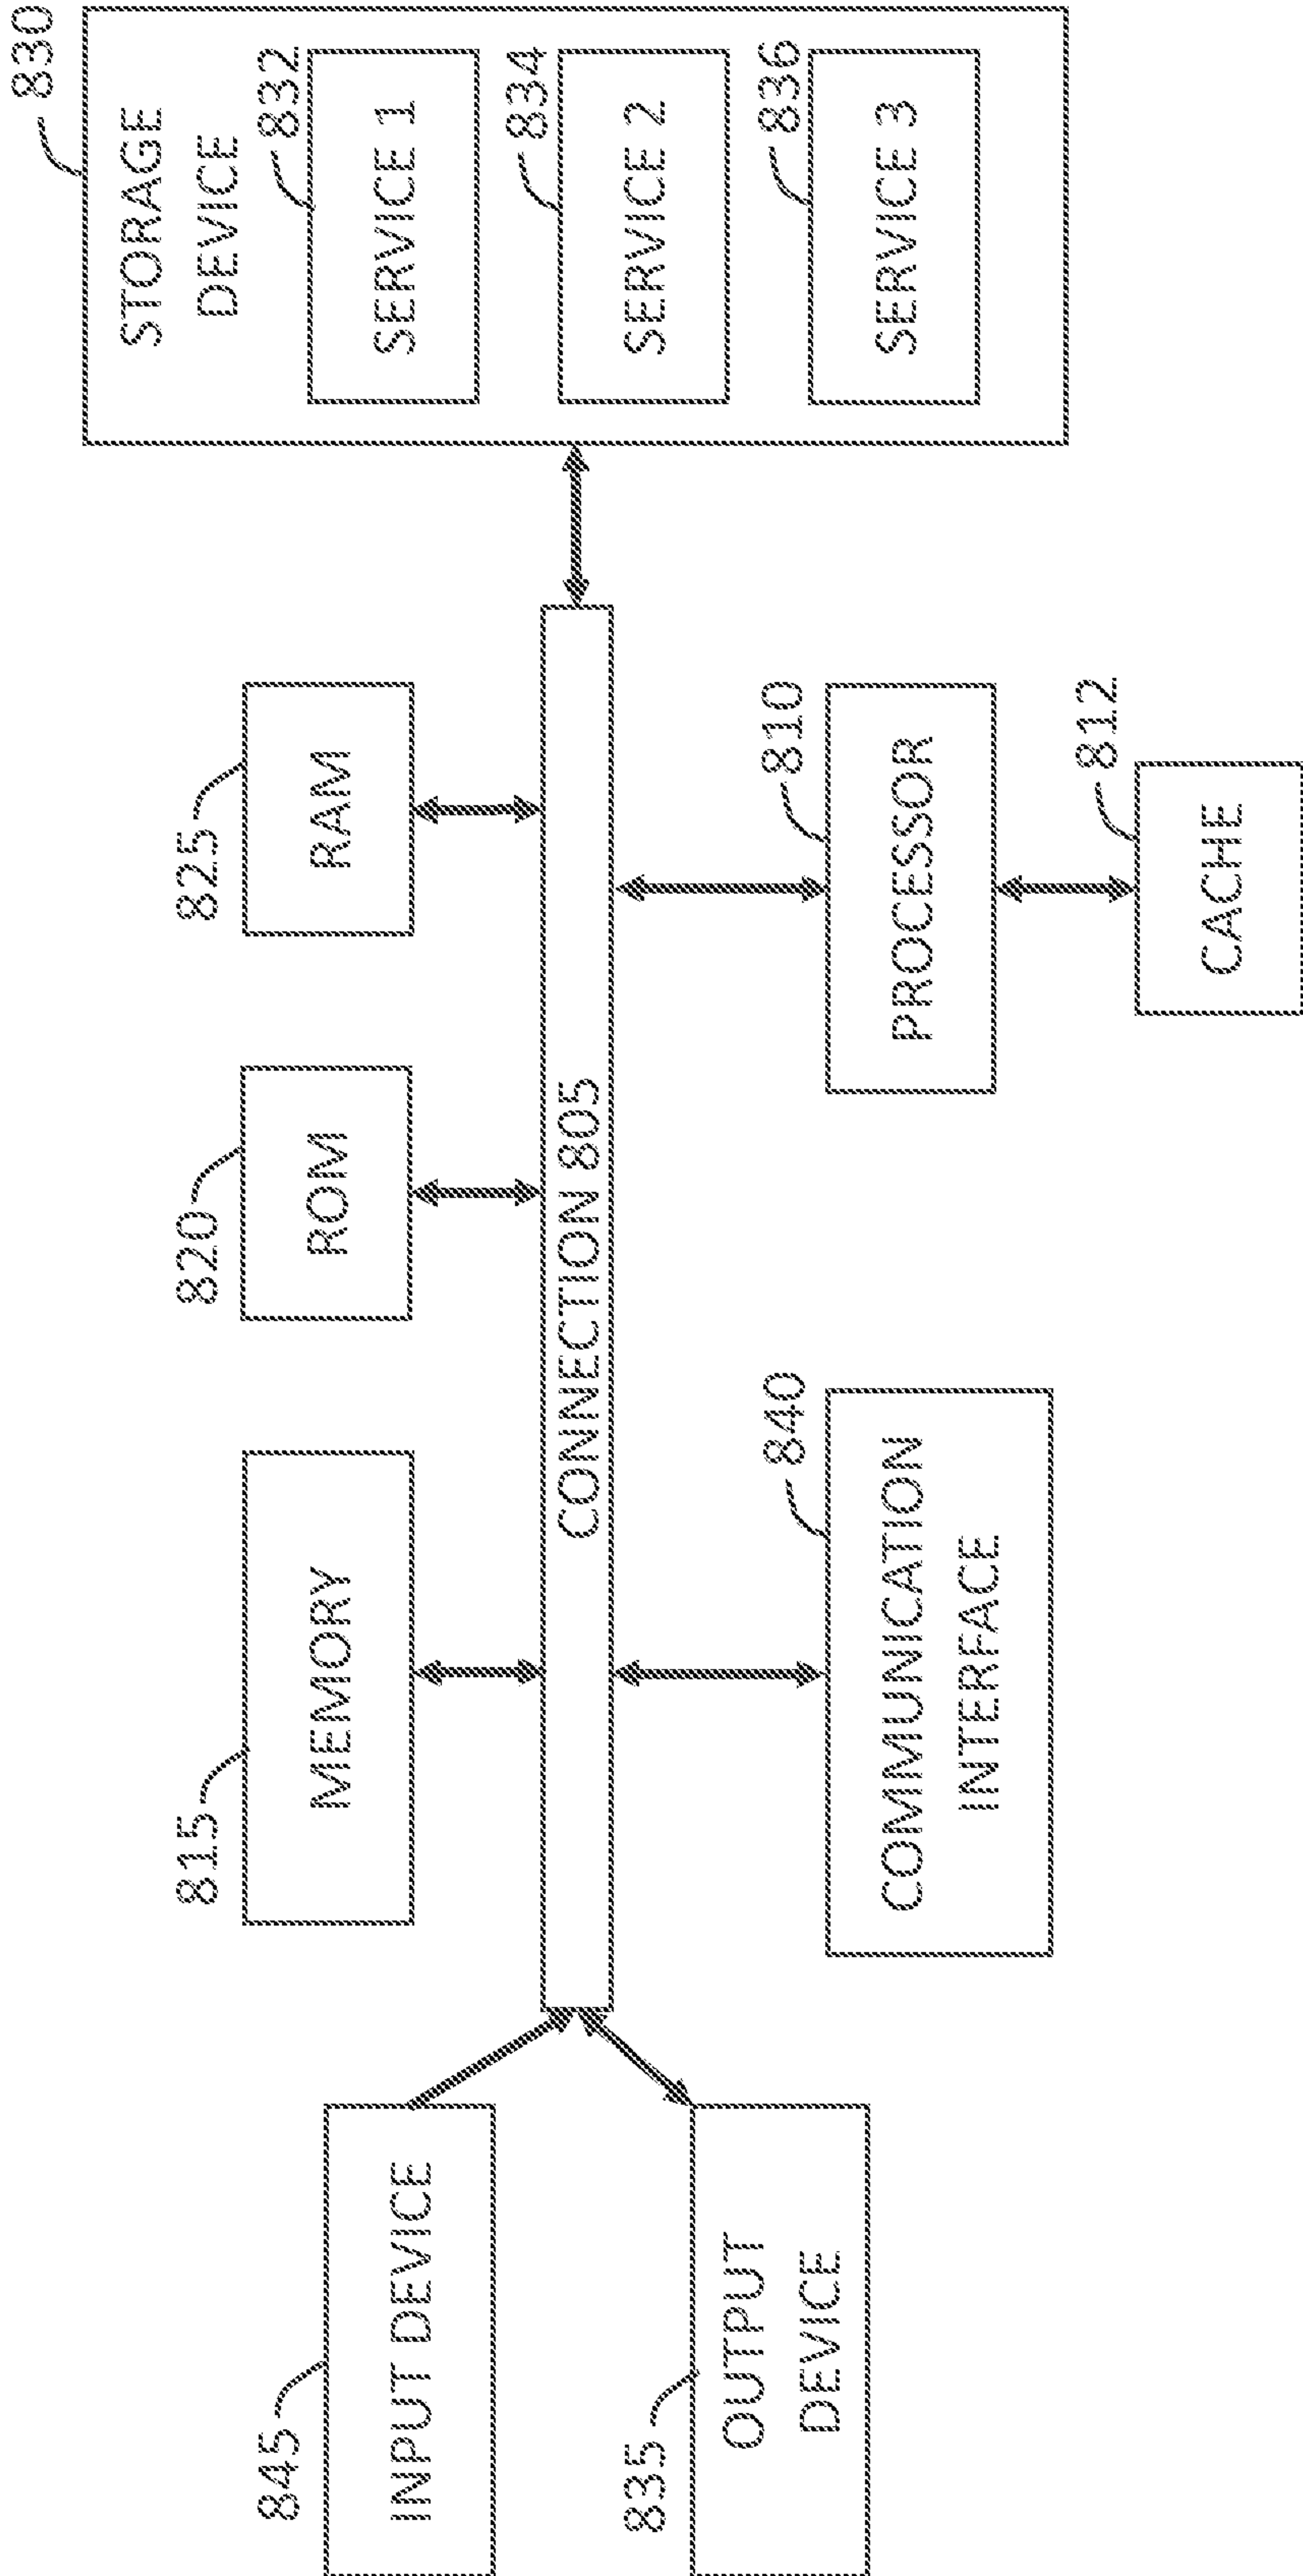 845
INPUT DEVICE
835
OUTPUT
DEVICE
815
MEMORY
820
ROM
825
RAM
CONNECTION 805
840
COMMUNICATION
INTERFACE
810
PROCESSOR
812
CACHE
830
STORAGE
DEVICE
832
SERVICE 1
834
SERVICE 2
836
SERVICE 3